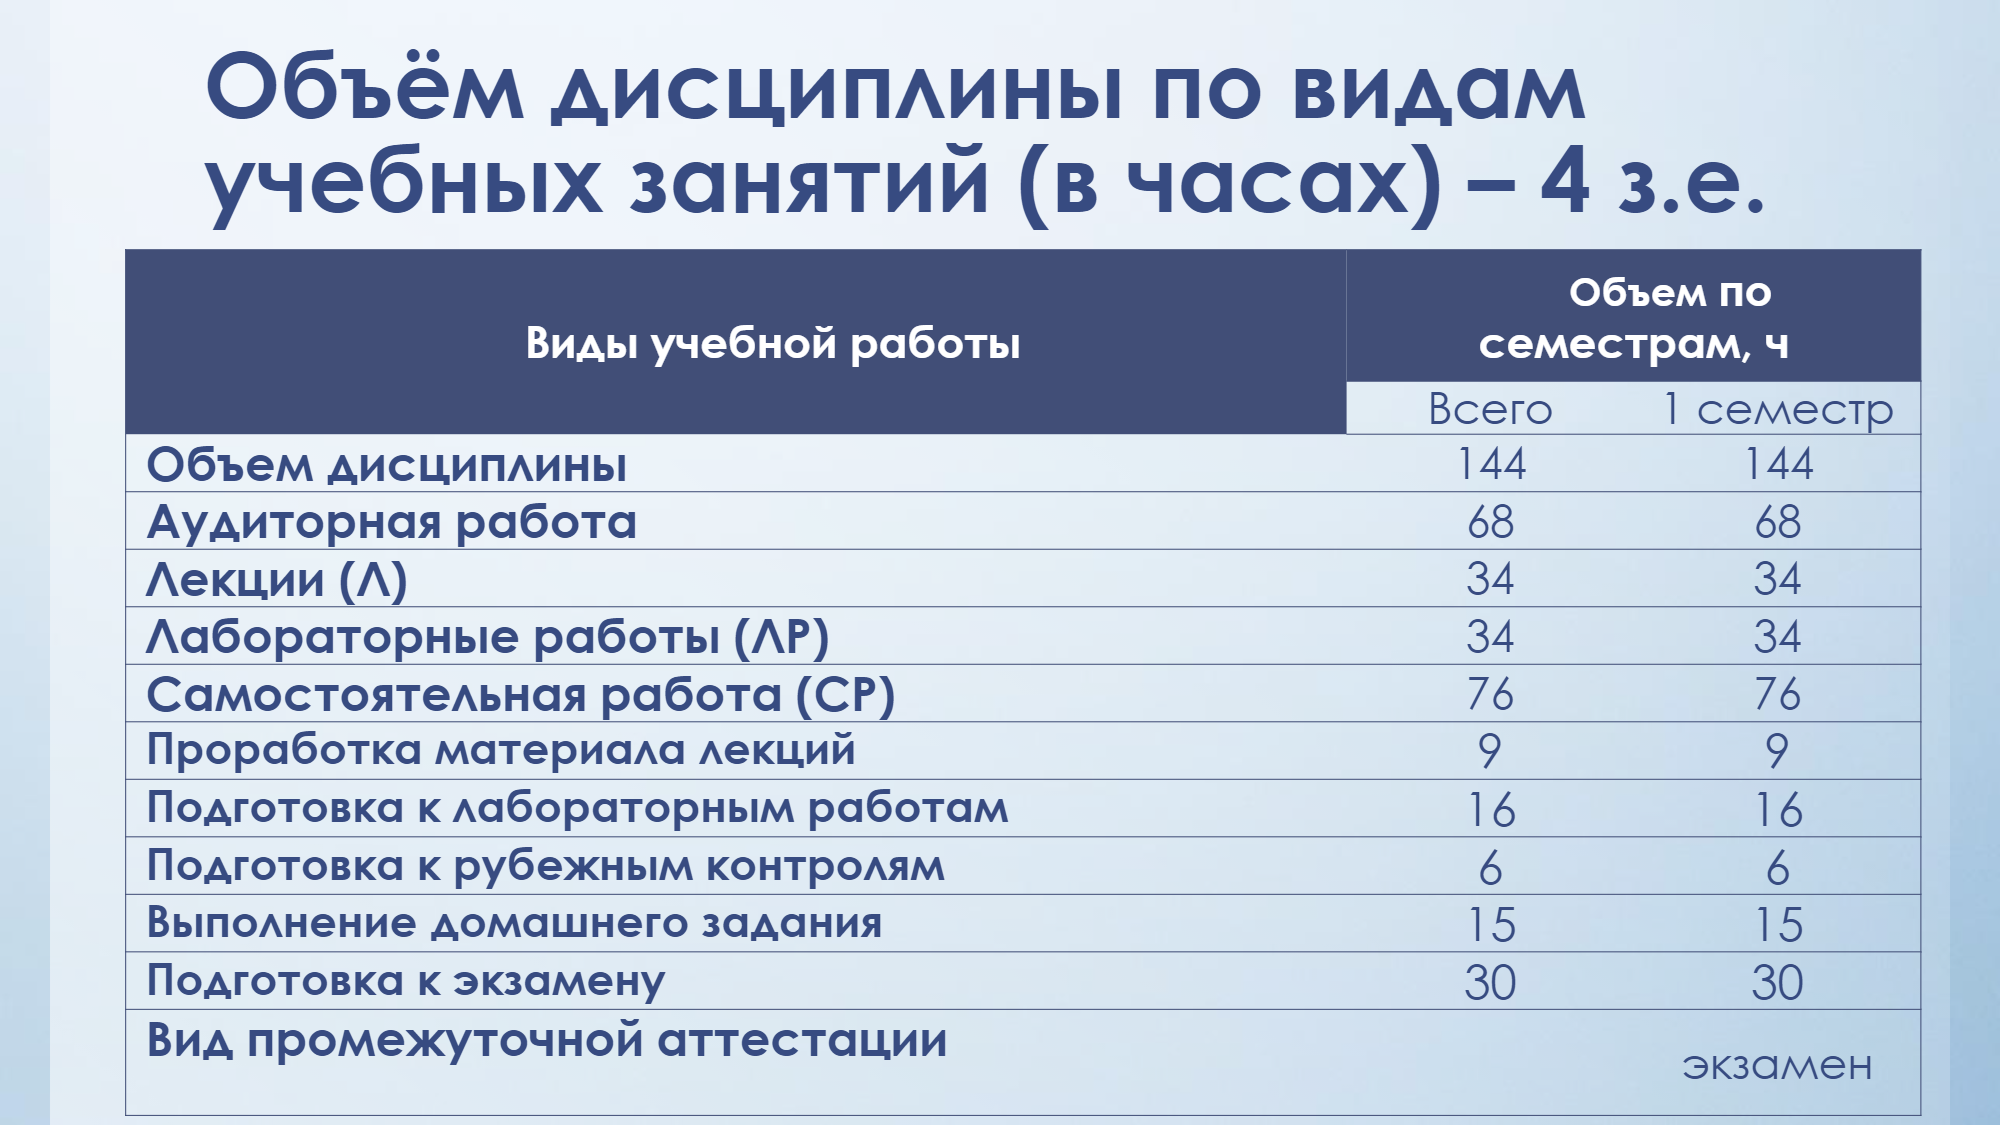 Объём дисциплины по видам
учебных занятий (в часах) – 4 з.е.
Виды учебной работы
Объем по
семестрам, ч
Всего 1 семестр
Объем дисциплины 144 144
Аудиторная работа 68 68
Лекции (Л) 34 34
Лабораторные работы (ЛР) 34 34
Самостоятельная работа (СР) 76 76
Проработка материала лекций 9 9
Подготовка к лабораторным работам 16 16
Подготовка к рубежным контролям 6 6
Выполнение домашнего задания 15 15
Подготовка к экзамену 30 30
Вид промежуточной аттестации
экзамен